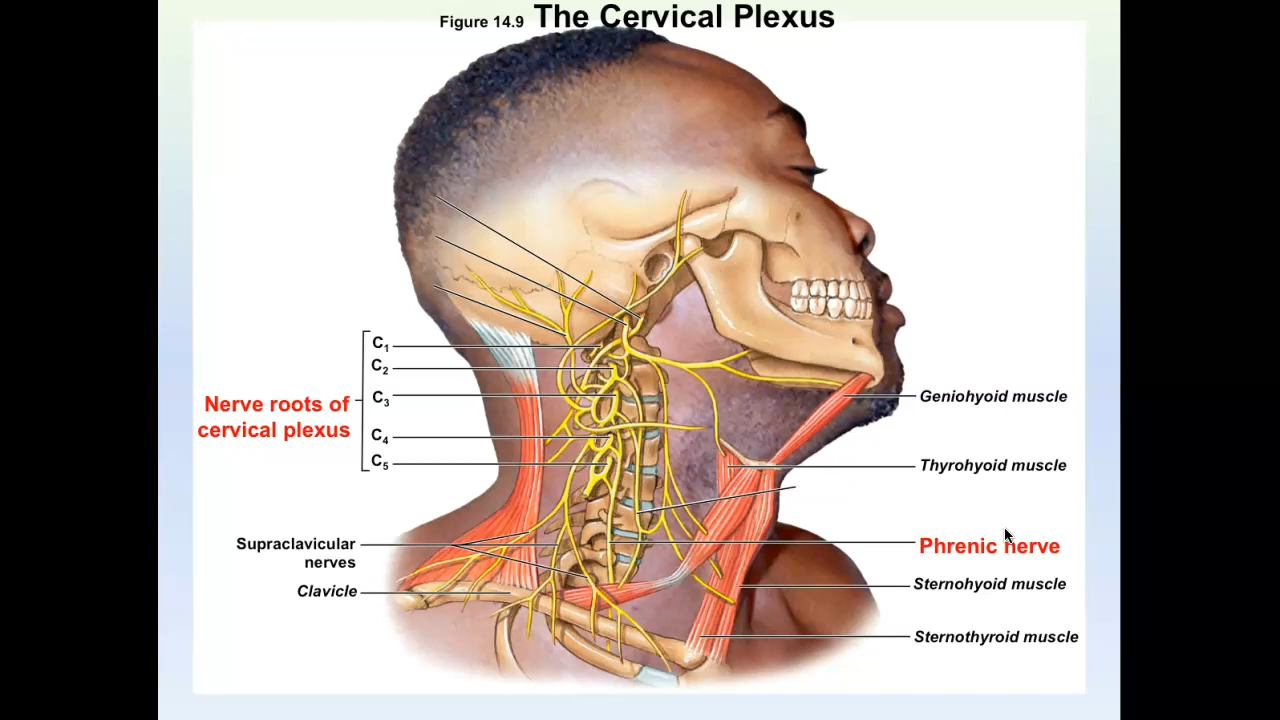 Figure 14.9 The Cervical Plexus
C1
C2
C3
C4
C5
Nerve roots of
cervical plexus
Supraclavicular
nerves
Clavicle
Geniohyoid muscle
Thyrohyoid muscle
Phrenic nerve
Sternohyoid muscle
Sternothyroid muscle